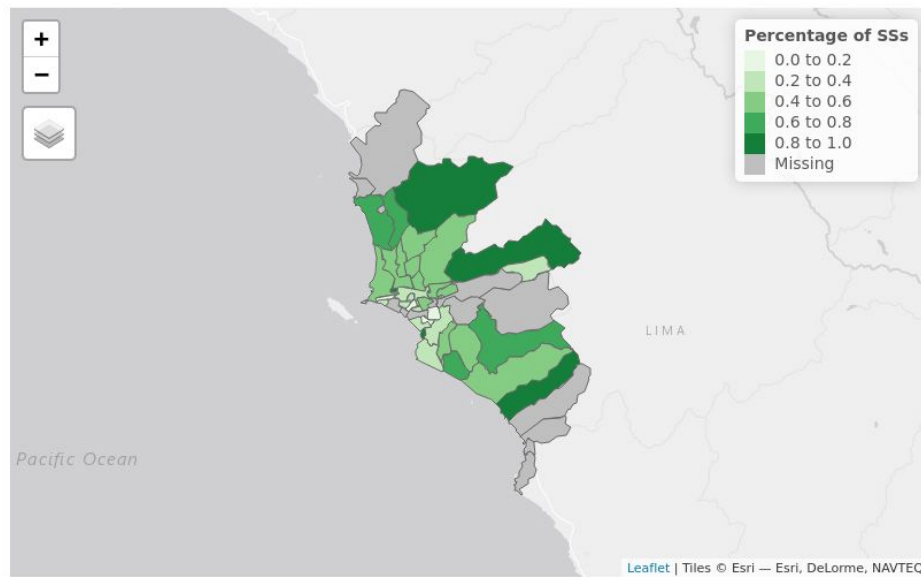 +
−
Percentage of SSs
0.0 to 0.2
0.2 to 0.4
0.4 to 0.6
0.6 to 0.8
0.8 to 1.0
Missing
LIMA
Pacific Ocean
Leaflet | Tiles © Esri — Esri, DeLorme, NAVTEQ